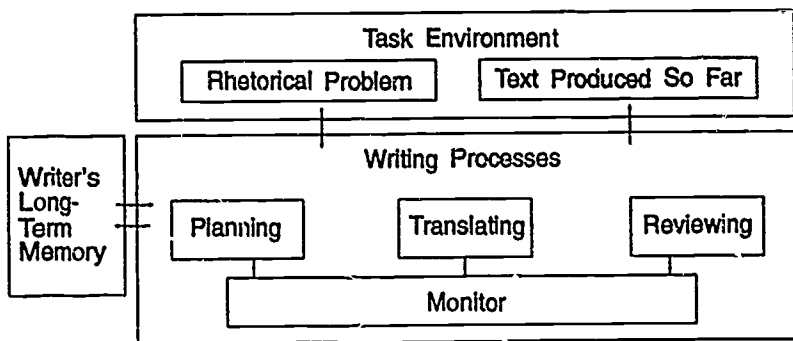 Task Environment
Rhetorical Problem
Text Produced So Far
Writing Processes
Writer's
Long-
Term
Memory
Planning
Translating
Reviewing
Monitor